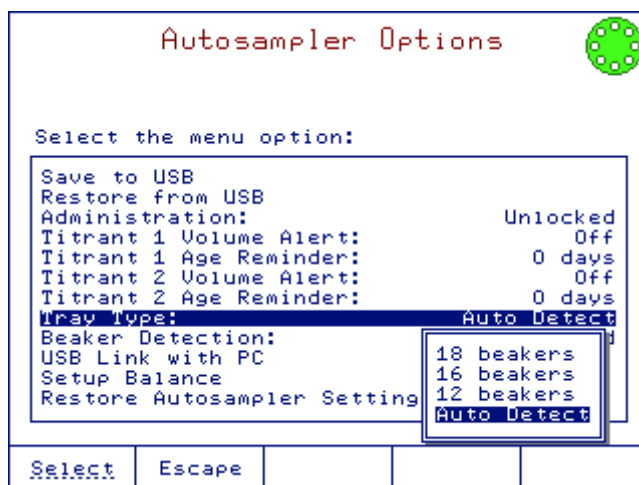 Autosampler Options
Select the menu option:
Save to USB
Restore from USB
Administration: Unlocked
Titrant 1 Volume Alert: Off
Titrant 1 Age Reminder: 0 days
Titrant 2 Volume Alert: Off
Titrant 2 Age Reminder: 0 days
Tray Type: Auto Detect
Beaker Detection:
USB Link with PC
Setup Balance
Restore Autosampler Setting
18 beakers
16 beakers
12 beakers
Auto Detect
Select Escape